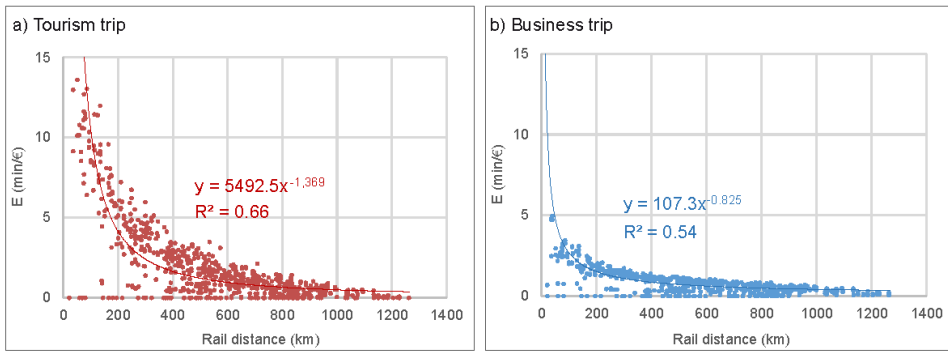 a) Tourism trip
15
10
5
0
E (min/€)
y = 5492.5x^-1,369
R² = 0.66
0 200 400 600 800 1000 1200 1400
Rail distance (km)
b) Business trip
15
10
5
0
E (min/€)
y = 107.3x^-0.825
R² = 0.54
0 200 400 600 800 1000 1200 1400
Rail distance (km)